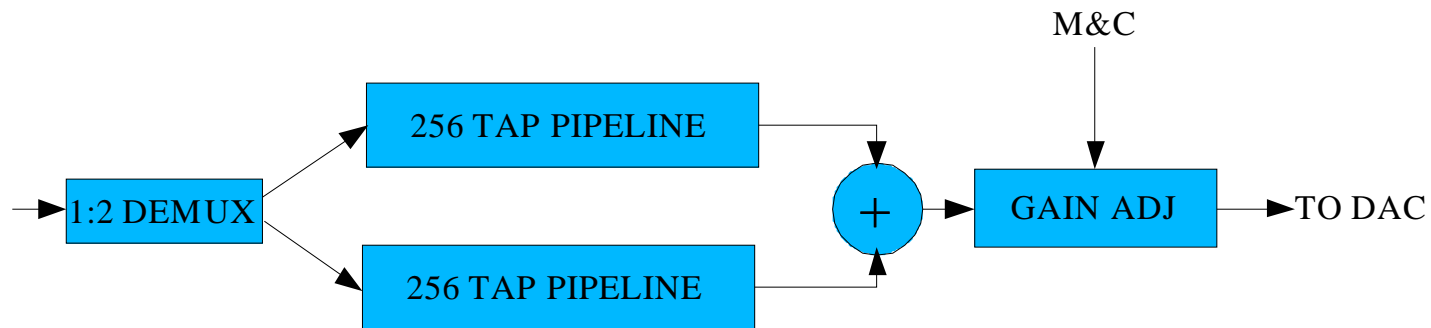 M&C
256 TAP PIPELINE
1:2 DEMUX
+
GAIN ADJ
TO DAC
256 TAP PIPELINE